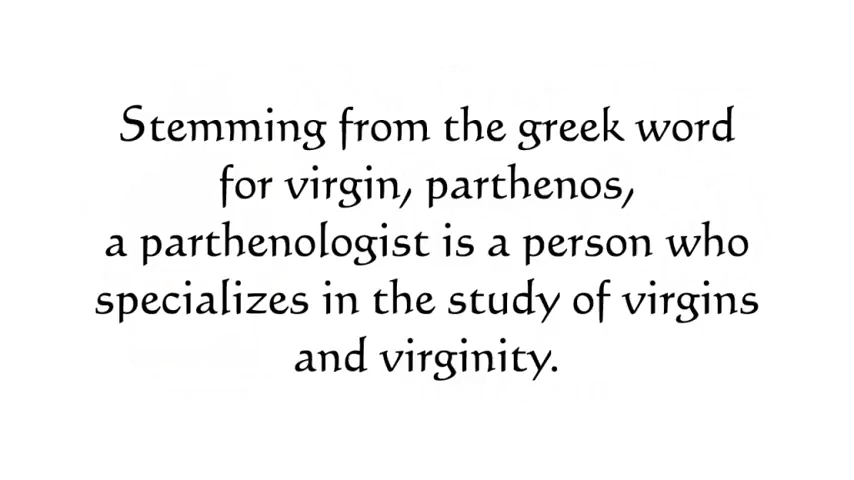 Stemming from the greek word
for virgin, parthenos,
a parthenologist is a person who
specializes in the study of virgins
and virginity.